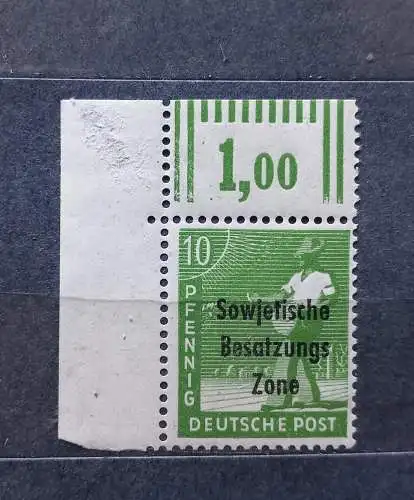 1,00
10
PFENNIG
Sowjetische
Besatzungs
Zone
DEUTSCHE POST